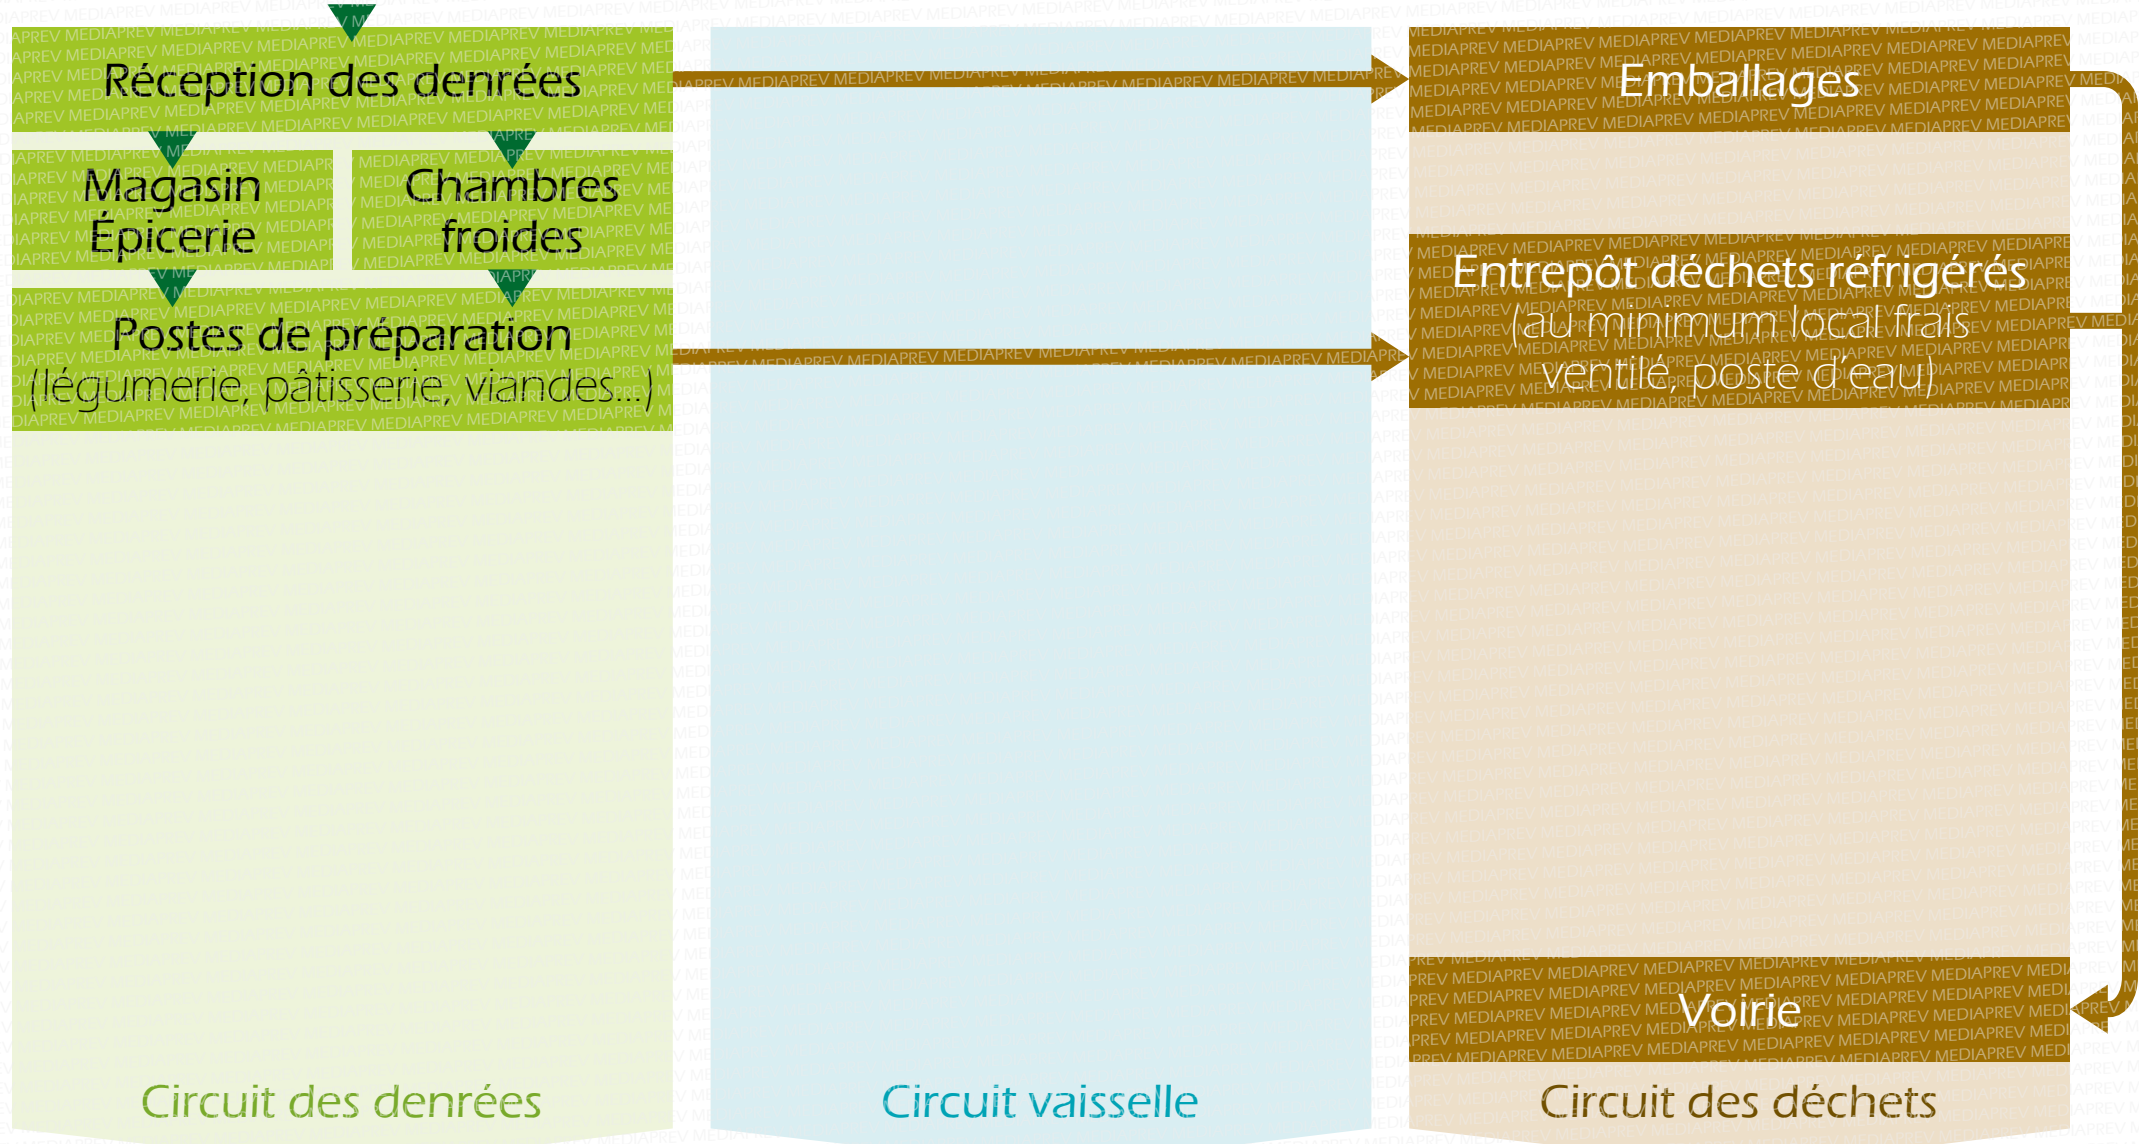 Réception des denrées
Magasin
Épicerie
Chambres
froides
Postes de préparation
(légumerie, pâtisserie, viandes...)
Circuit des denrées
Circuit vaisselle
Emballages
Entrepôt déchets réfrigérés
(au minimum local frais
ventilé, poste d'eau)
Voirie
Circuit des déchets
MEDIAPREV